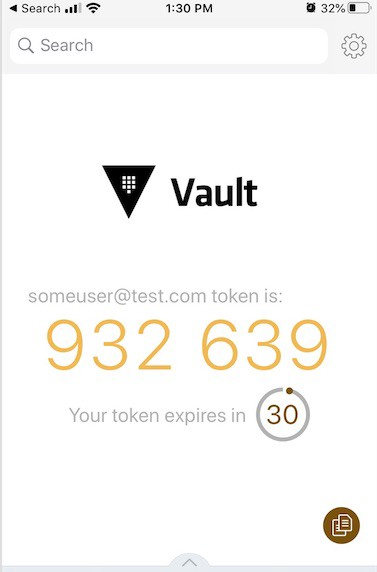 ◀ Search 1:30 PM 32%
Search
Vault
someuser@test.com token is:
932 639
Your token expires in 30